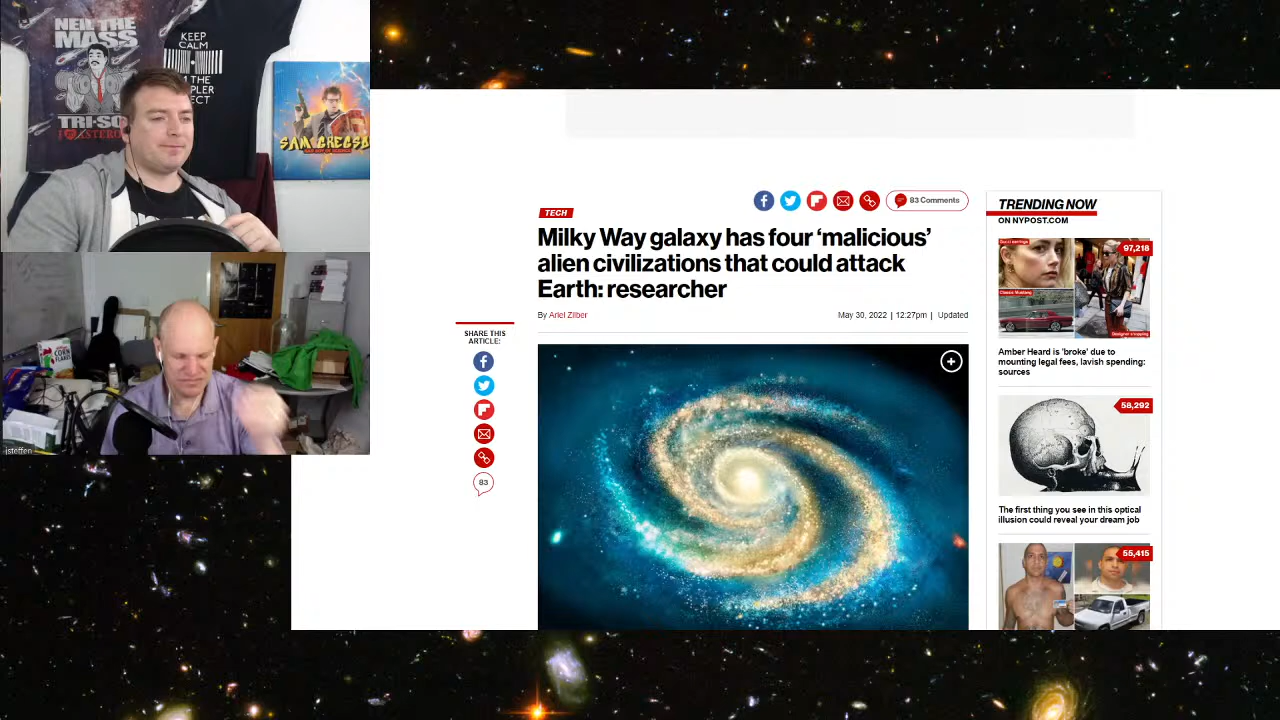 NEIL THE
MASS
TRI-SO
KEEP
CALM
THE
ECT
SAM GREGSO
CORN
FLAKES
jsteffen
83 Comments
TECH
Milky Way galaxy has four ‘malicious’
alien civilizations that could attack
Earth: researcher
By Ariel Zilber
May 30, 2022 | 12:27pm | Updated
SHARE THIS
ARTICLE:
83
TRENDING NOW
ON NYPOST.COM
97,218
Amber Heard is 'broke' due to
mounting legal fees, lavish spending:
sources
58,292
The first thing you see in this optical
illusion could reveal your dream job
55,415